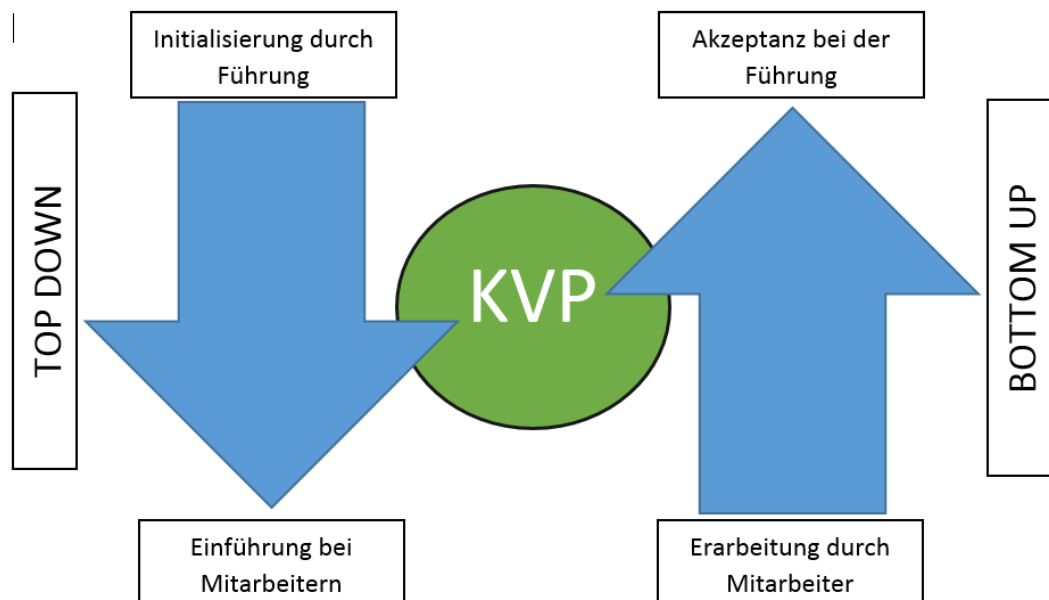 Initialisierung durch
Führung
Akzeptanz bei der
Führung
TOP DOWN
KVP
BOTTOM UP
Einführung bei
Mitarbeitern
Erarbeitung durch
Mitarbeiter